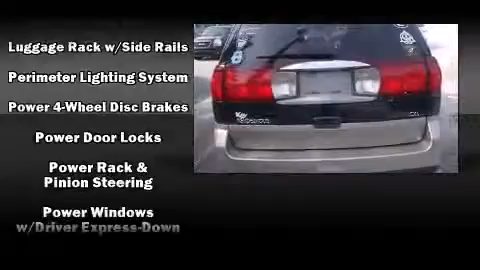 Luggage Rack w/Side Rails
Perimeter Lighting System
Power 4-Wheel Disc Brakes
Power Door Locks
Power Rack &
Pinion Steering
Power Windows
w/Driver Express-Down